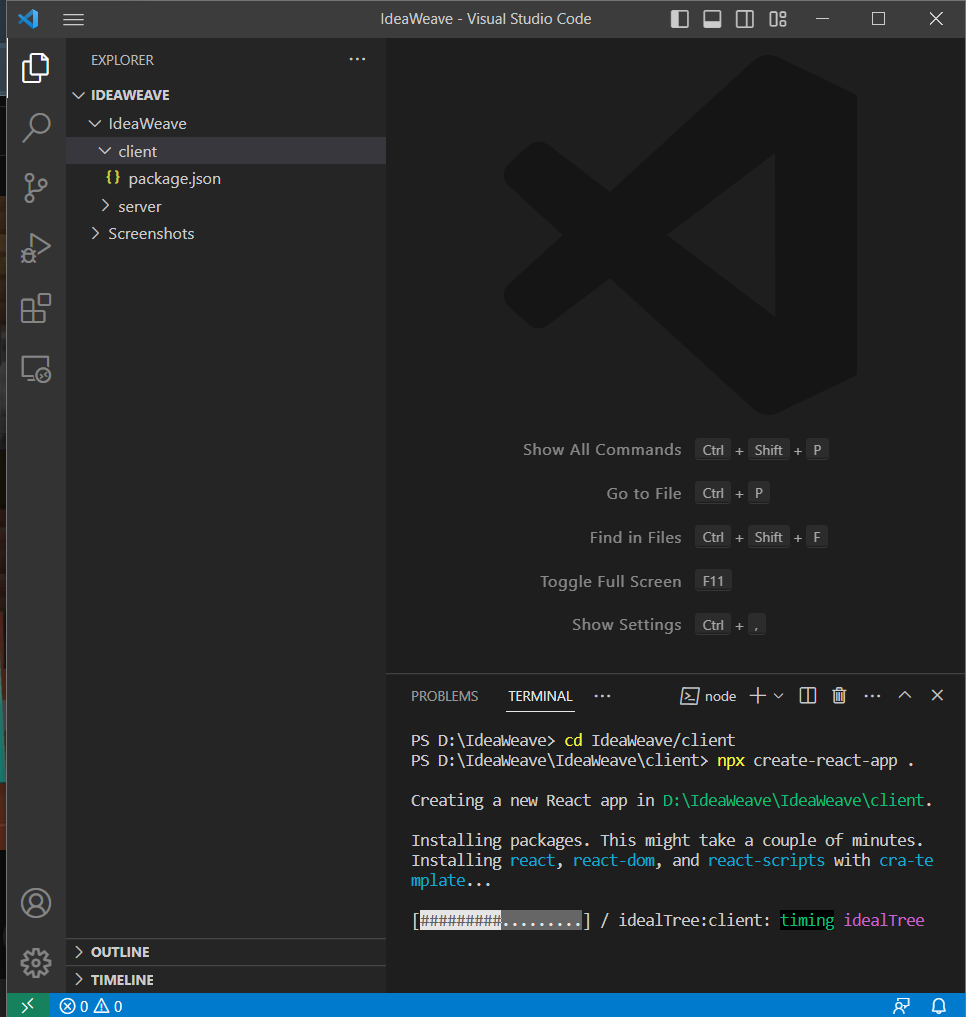 IdeaWeave - Visual Studio Code
EXPLORER
IDEAWEAVE
IdeaWeave
client
{} package.json
server
Screenshots
OUTLINE
TIMELINE
Show All Commands Ctrl + Shift + P
Go to File Ctrl + P
Find in Files Ctrl + Shift + F
Toggle Full Screen F11
Show Settings Ctrl + ,
PROBLEMS TERMINAL ··· node ···
PS D:\IdeaWeave> cd IdeaWeave/client
PS D:\IdeaWeave\IdeaWeave\client> npx create-react-app .
Creating a new React app in D:\IdeaWeave\IdeaWeave\client.
Installing packages. This might take a couple of minutes.
Installing react, react-dom, and react-scripts with cra-te
mplate...
[#########.........] / idealTree:client: timing idealTree
0 0